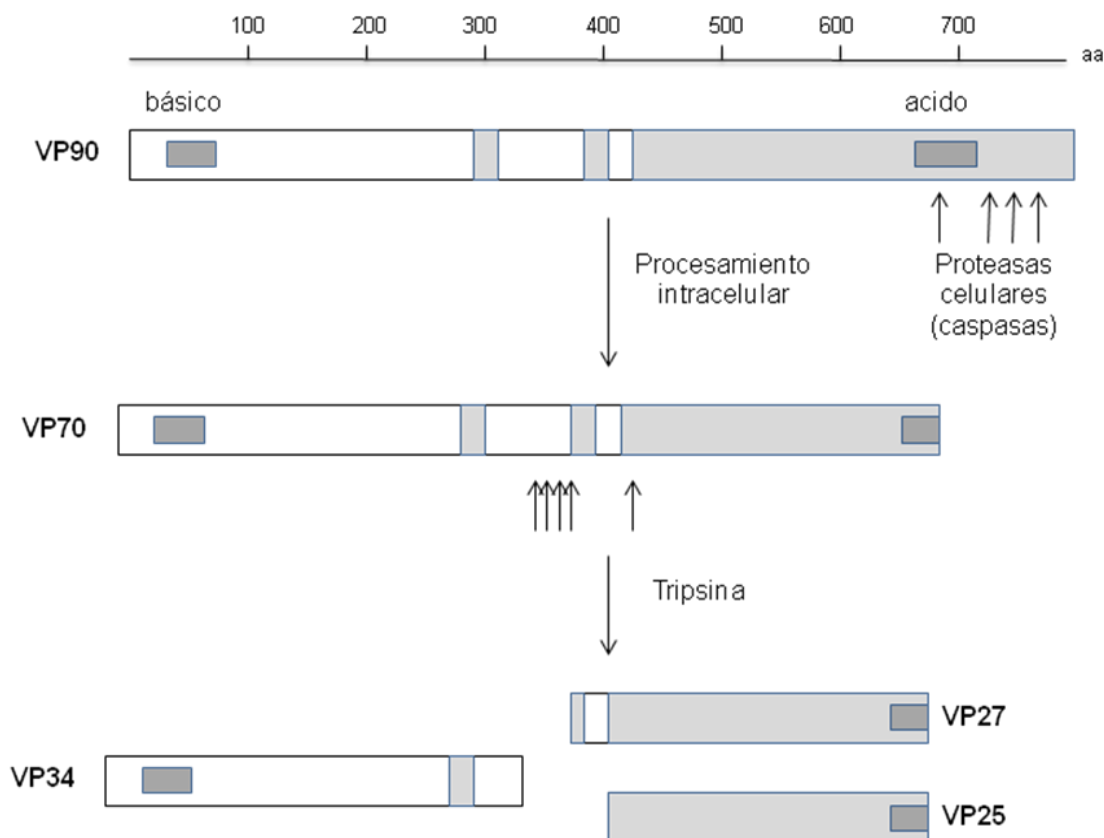 100 200 300 400 500 600 700
aa
básico acido
VP90
Procesamiento
intracelular
Proteasas
celulares
(caspasas)
VP70
Tripsina
VP27
VP34
VP25